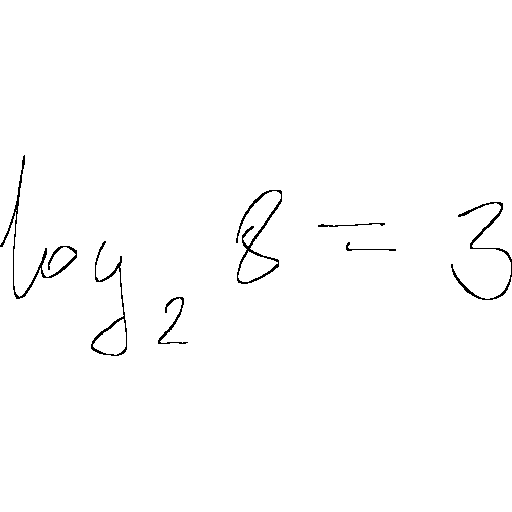 log₂ 8 = 3